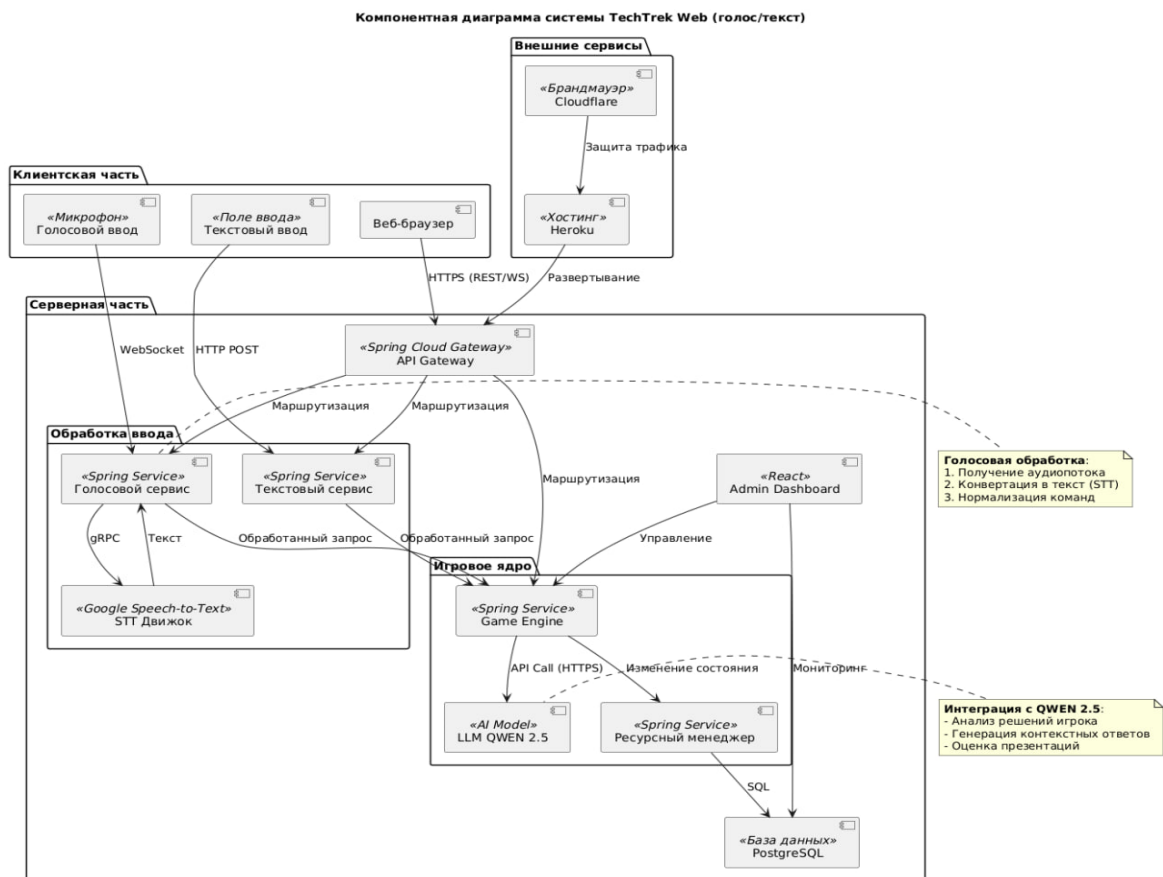 Компонентная диаграмма системы TechTrek Web (голос/текст)
Внешние сервисы
«Брандмауэр»
Cloudflare
Защита трафика
«Хостинг»
Heroku
Клиентская часть
«Микрофон»
Голосовой ввод
«Поле ввода»
Текстовый ввод
Веб-браузер
HTTPS (REST/WS)
Развертывание
Серверная часть
«Spring Cloud Gateway»
API Gateway
WebSocket
HTTP POST
Маршрутизация
Маршрутизация
Маршрутизация
Обработка ввода
«Spring Service»
Голосовой сервис
«Spring Service»
Текстовый сервис
«React»
Admin Dashboard
Голосовая обработка:
1. Получение аудиопотока
2. Конвертация в текст (STT)
3. Нормализация команд
gRPC
Текст
Обработанный запрос
Обработанный запрос
Управление
«Google Speech-to-Text»
STT Движок
Игровое ядро
«Spring Service»
Game Engine
API Call (HTTPS)
Изменение состояния
Мониторинг
«AI Model»
LLM QWEN 2.5
«Spring Service»
Ресурсный менеджер
Интеграция с QWEN 2.5:
- Анализ решений игрока
- Генерация контекстных ответов
- Оценка презентаций
SQL
«База данных»
PostgreSQL